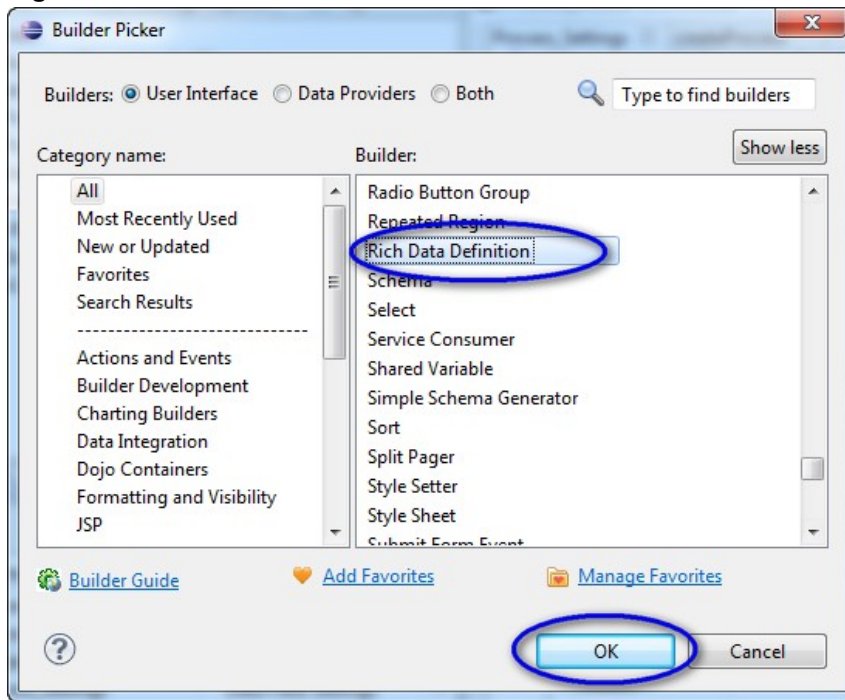 Builder Picker
Builders: User Interface Data Providers Both Type to find builders
Category name: Builder: Show less
All
Most Recently Used
New or Updated
Favorites
Search Results
------------------------------
Actions and Events
Builder Development
Charting Builders
Data Integration
Dojo Containers
Formatting and Visibility
JSP
Radio Button Group
Repeated Region
Rich Data Definition
Schema
Select
Service Consumer
Shared Variable
Simple Schema Generator
Sort
Split Pager
Style Setter
Style Sheet
Submit Form Event
Builder Guide Add Favorites Manage Favorites
? OK Cancel